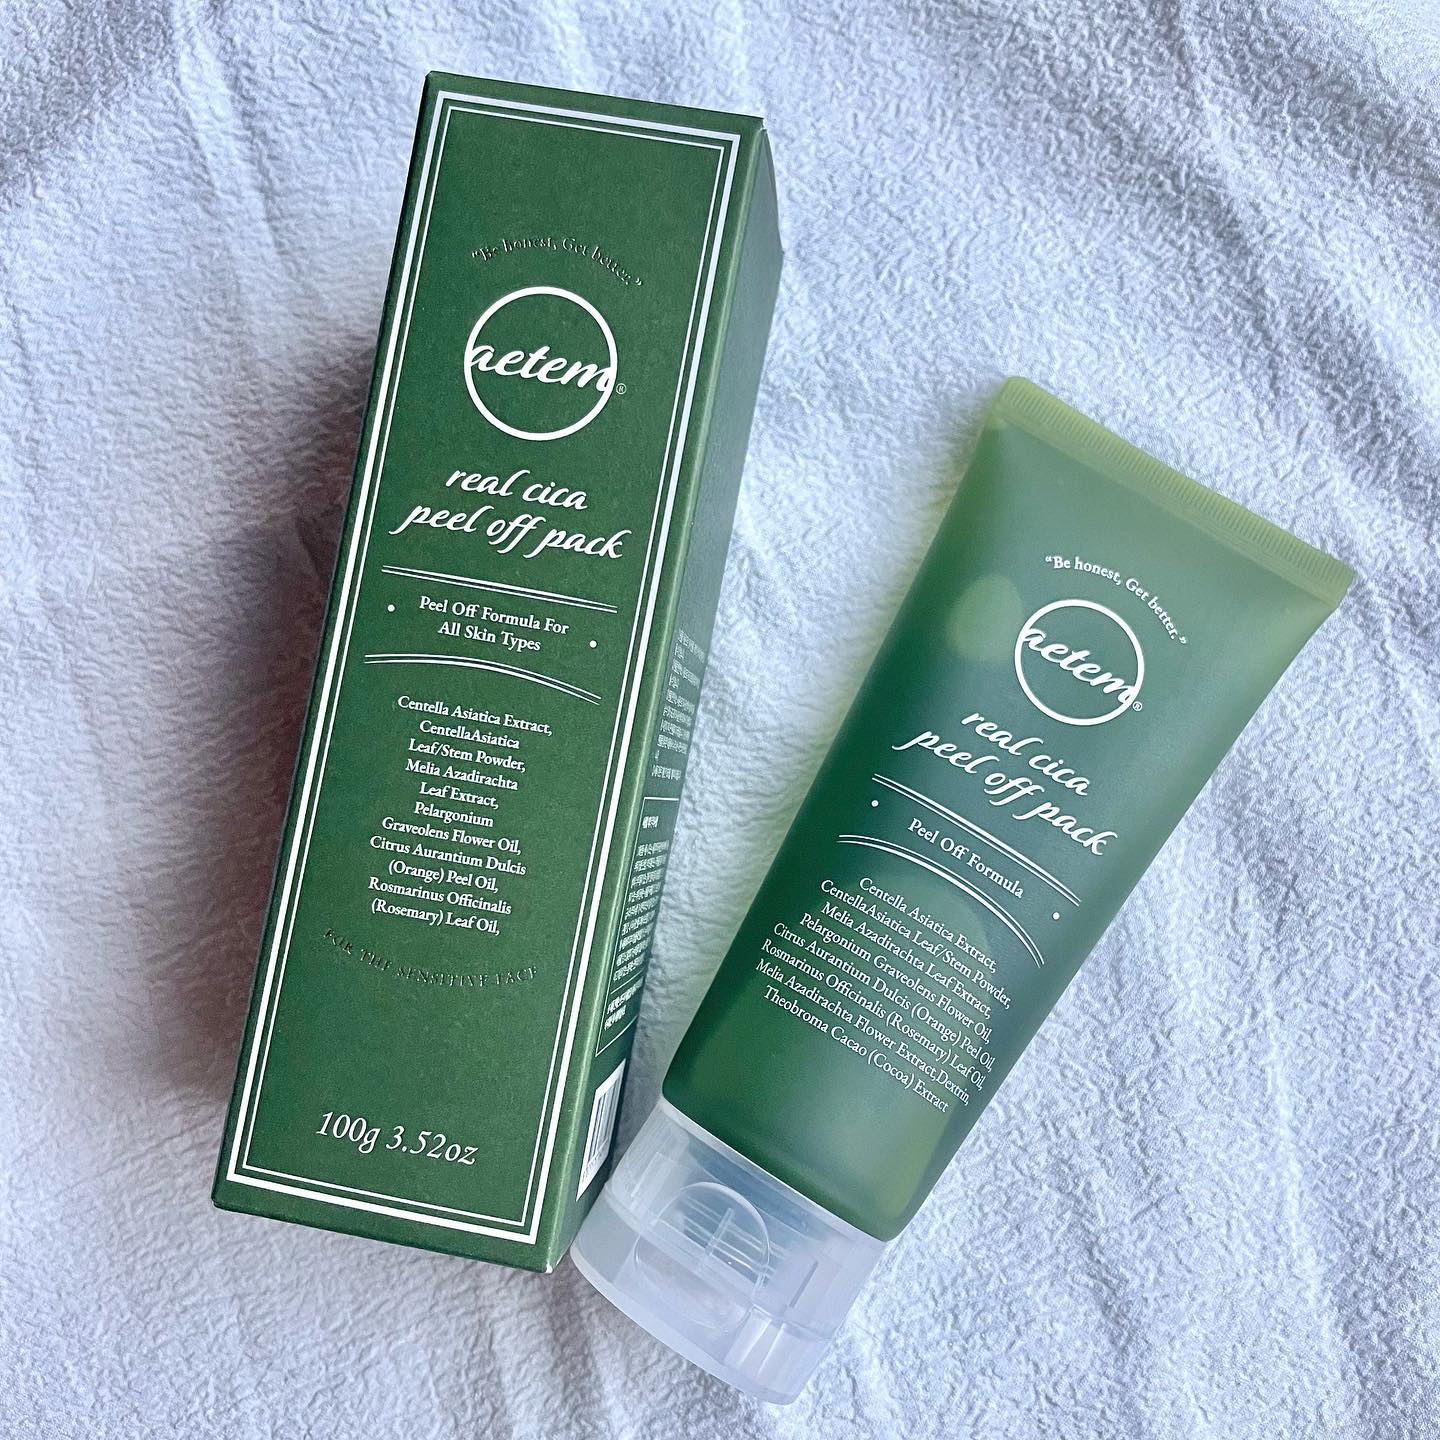 "Be honest, Get better."
aetem®
real cica
peel off pack
Peel Off Formula For
All Skin Types
Centella Asiatica Extract,
CentellaAsiatica
Leaf/Stem Powder,
Melia Azadirachta
Leaf Extract,
Pelargonium
Graveolens Flower Oil,
Citrus Aurantium Dulcis
(Orange) Peel Oil,
Rosmarinus Officinalis
(Rosemary) Leaf Oil,
FOR THE SENSITIVE FACE
100g 3.52oz
"Be honest, Get better."
aetem®
real cica
peel off pack
Peel Off Formula
Centella Asiatica Extract,
CentellaAsiatica Leaf/Stem Powder,
Melia Azadirachta Leaf Extract,
Pelargonium Graveolens Flower Oil,
Citrus Aurantium Dulcis (Orange) Peel Oil,
Rosmarinus Officinalis (Rosemary) Leaf Oil,
Melia Azadirachta Flower Extract,Dextrin,
Theobroma Cacao (Cocoa) Extract